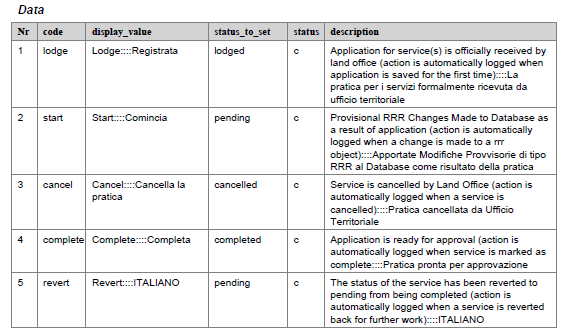 Data
Nr code display_value status_to_set status description
1 lodge Lodge::::Registrata lodged c Application for service(s) is officially received by
land office (action is automatically logged when
application is saved for the first time)::::La
pratica per i servizi formalmente ricevuta da
ufficio territoriale
2 start Start::::Comincia pending c Provisional RRR Changes Made to Database as
a result of application (action is automatically
logged when a change is made to a rrr
object)::::Apportate Modifiche Provvisorie di tipo
RRR al Database come risultato della pratica
3 cancel Cancel::::Cancella la cancelled c Service is cancelled by Land Office (action is
pratica automatically logged when a service is
cancelled)::::Pratica cancellata da Ufficio
Territoriale
4 complete Complete::::Completa completed c Application is ready for approval (action is
automatically logged when service is marked as
complete::::Pratica pronta per approvazione
5 revert Revert::::ITALIANO pending c The status of the service has been reverted to
pending from being completed (action is
automatically logged when a service is reverted
back for further work)::::ITALIANO